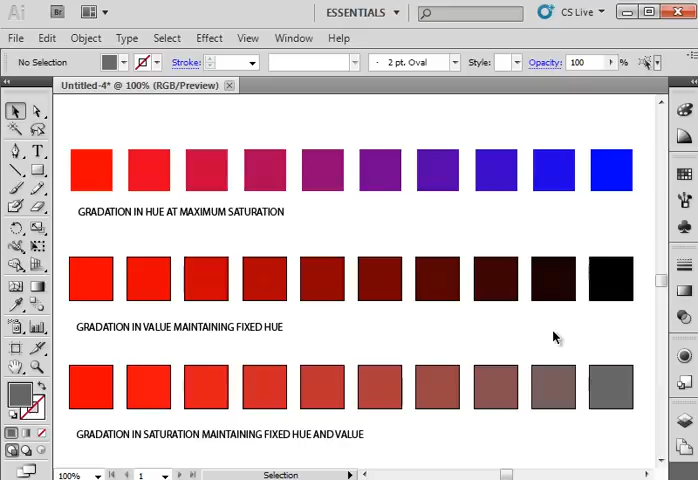 Ai Br ESSENTIALS CS Live
File Edit Object Type Select Effect View Window Help
No Selection Stroke: 2 pt. Oval Style: Opacity: 100 %
Untitled-4* @ 100% (RGB/Preview)
GRADATION IN HUE AT MAXIMUM SATURATION
GRADATION IN VALUE MAINTAINING FIXED HUE
GRADATION IN SATURATION MAINTAINING FIXED HUE AND VALUE
100% 1 Selection